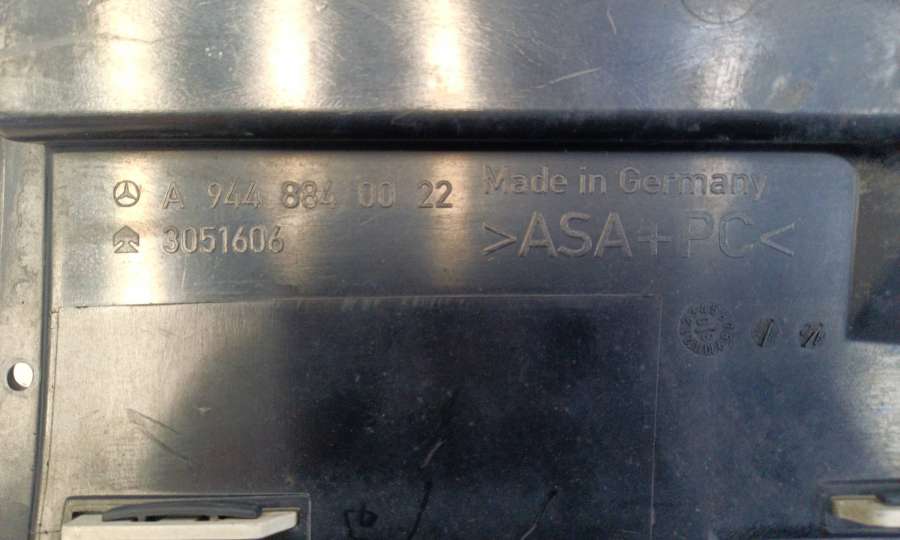 A 944 884 00 22
3051606
Made in Germany
>ASA+PC<